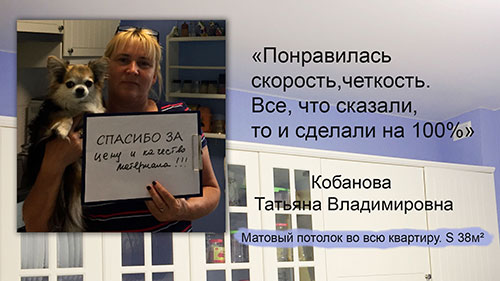 «Понравилась
скорость,четкость.
Все, что сказали,
то и сделали на 100%»
СПАСИБО ЗА
цену и качество
материала!!!
Кобанова
Татьяна Владимировна
Матовый потолок во всю квартиру. S 38м²